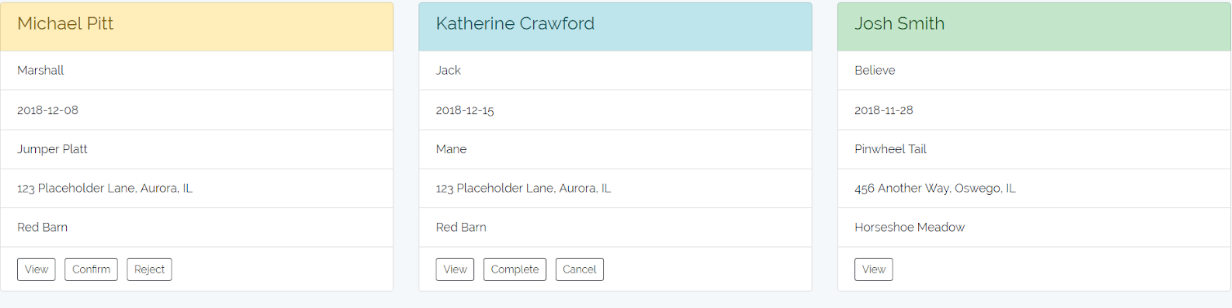 Michael Pitt
Marshall
2018-12-08
Jumper Platt
123 Placeholder Lane, Aurora, IL
Red Barn
View Confirm Reject
Katherine Crawford
Jack
2018-12-15
Mane
123 Placeholder Lane, Aurora, IL
Red Barn
View Complete Cancel
Josh Smith
Believe
2018-11-28
Pinwheel Tail
456 Another Way, Oswego, IL
Horseshoe Meadow
View